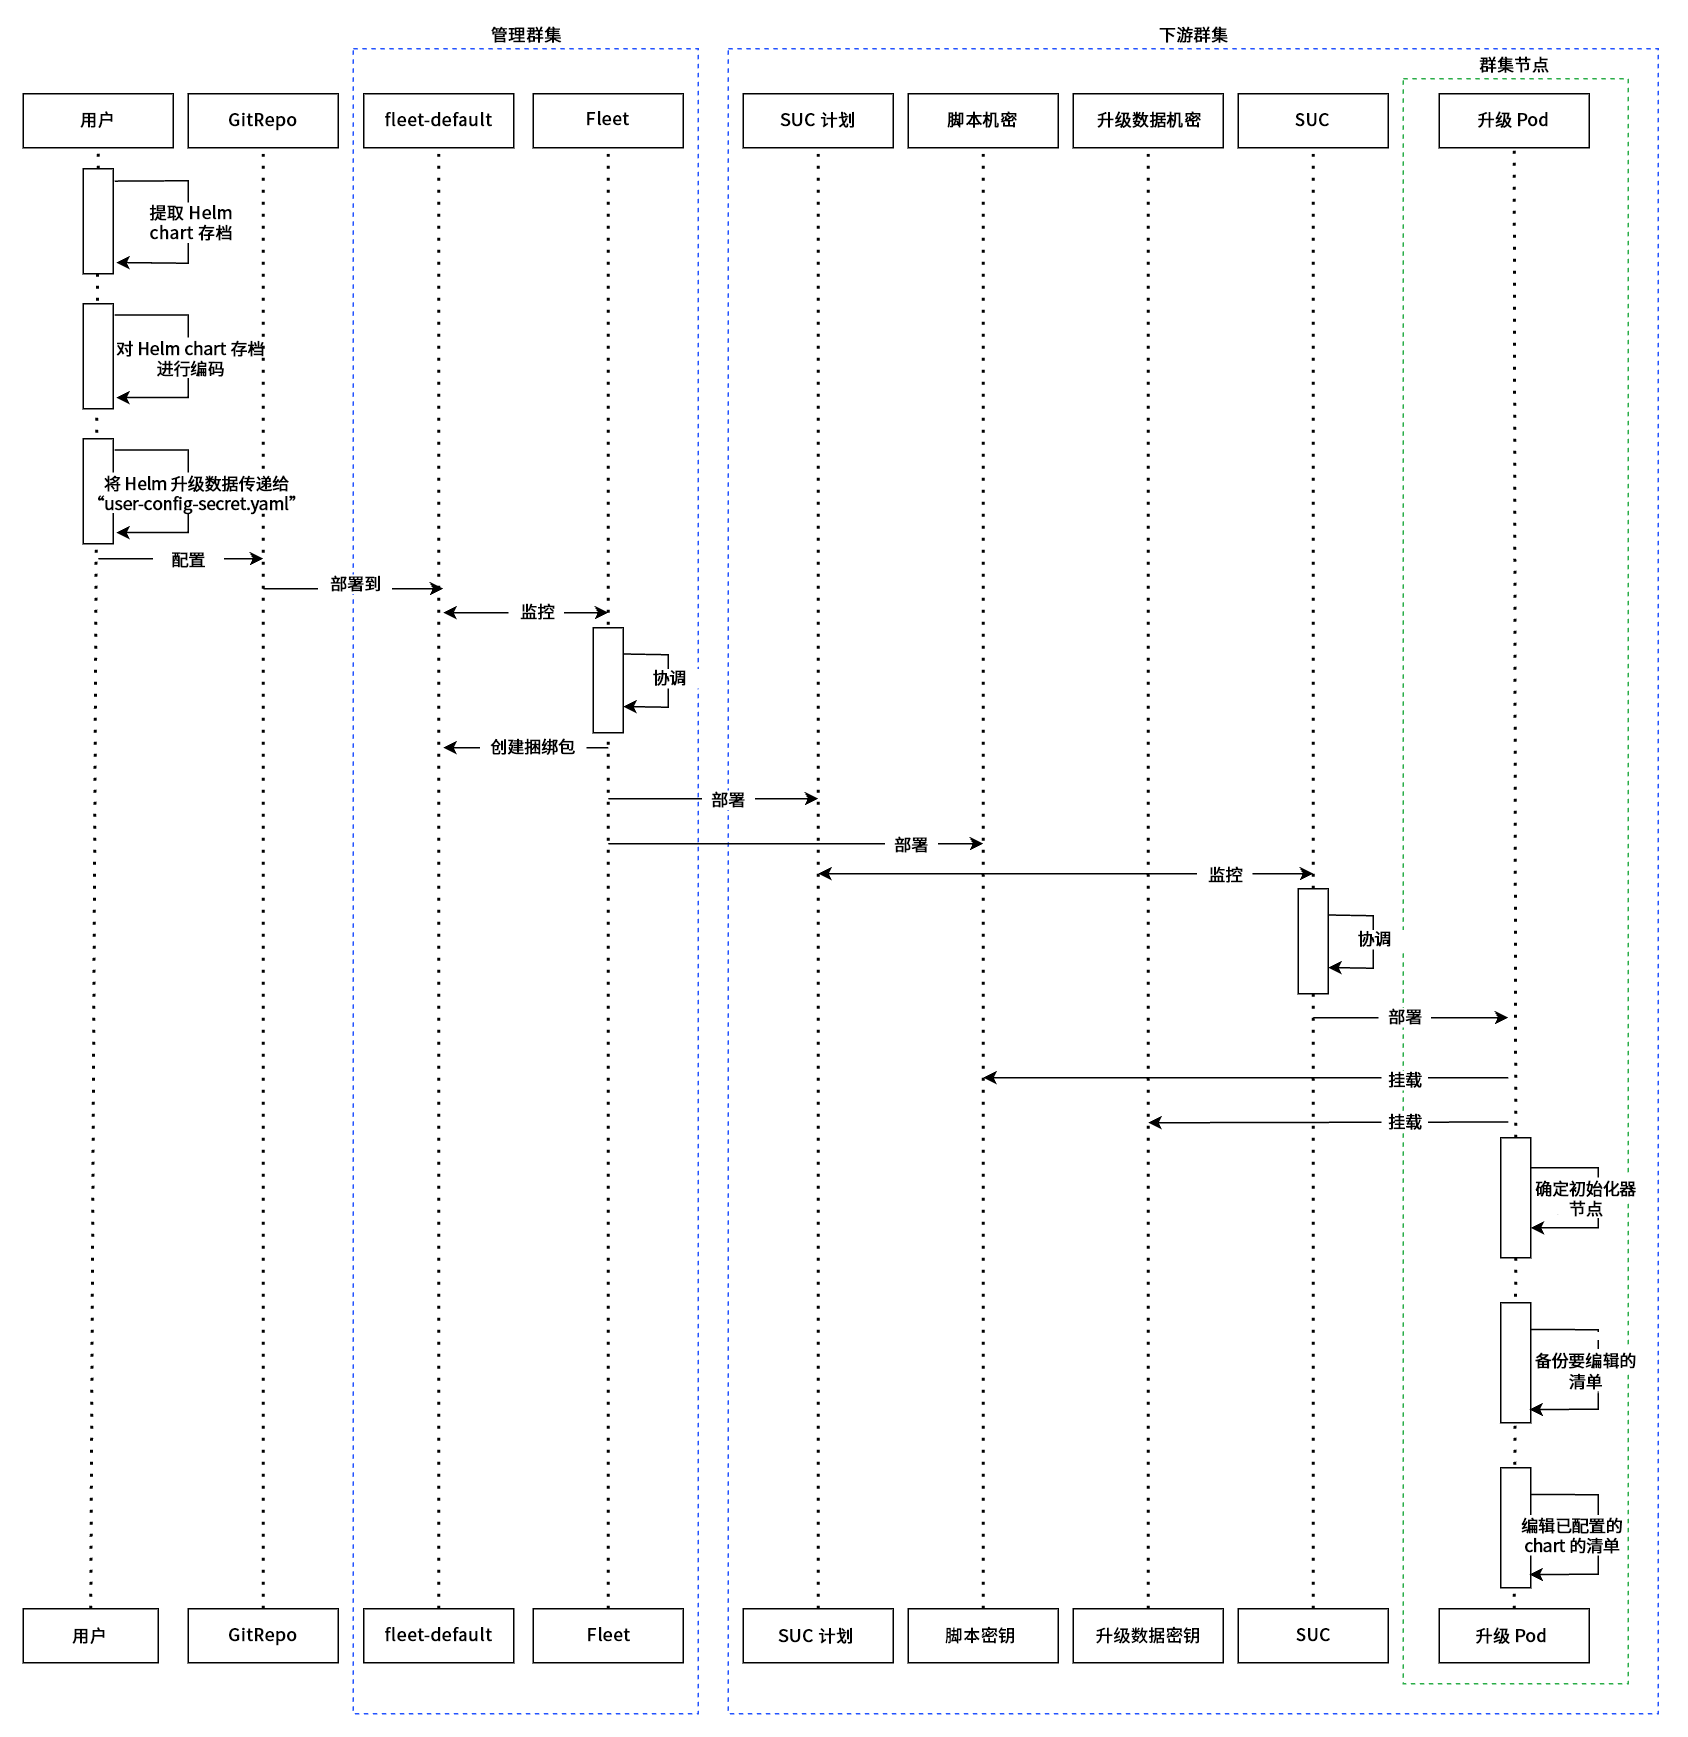 管理群集
下游群集
群集节点
用户
GitRepo
fleet-default
Fleet
SUC 计划
脚本机密
升级数据机密
SUC
升级 Pod
提取 Helm
chart 存档
对 Helm chart 存档
进行编码
将 Helm 升级数据传递给
“user-config-secret.yaml”
配置
部署到
监控
协调
创建捆绑包
部署
部署
监控
协调
部署
挂载
挂载
确定初始化器
节点
备份要编辑的
清单
编辑已配置的
chart 的清单
用户
GitRepo
fleet-default
Fleet
SUC 计划
脚本密钥
升级数据密钥
SUC
升级 Pod